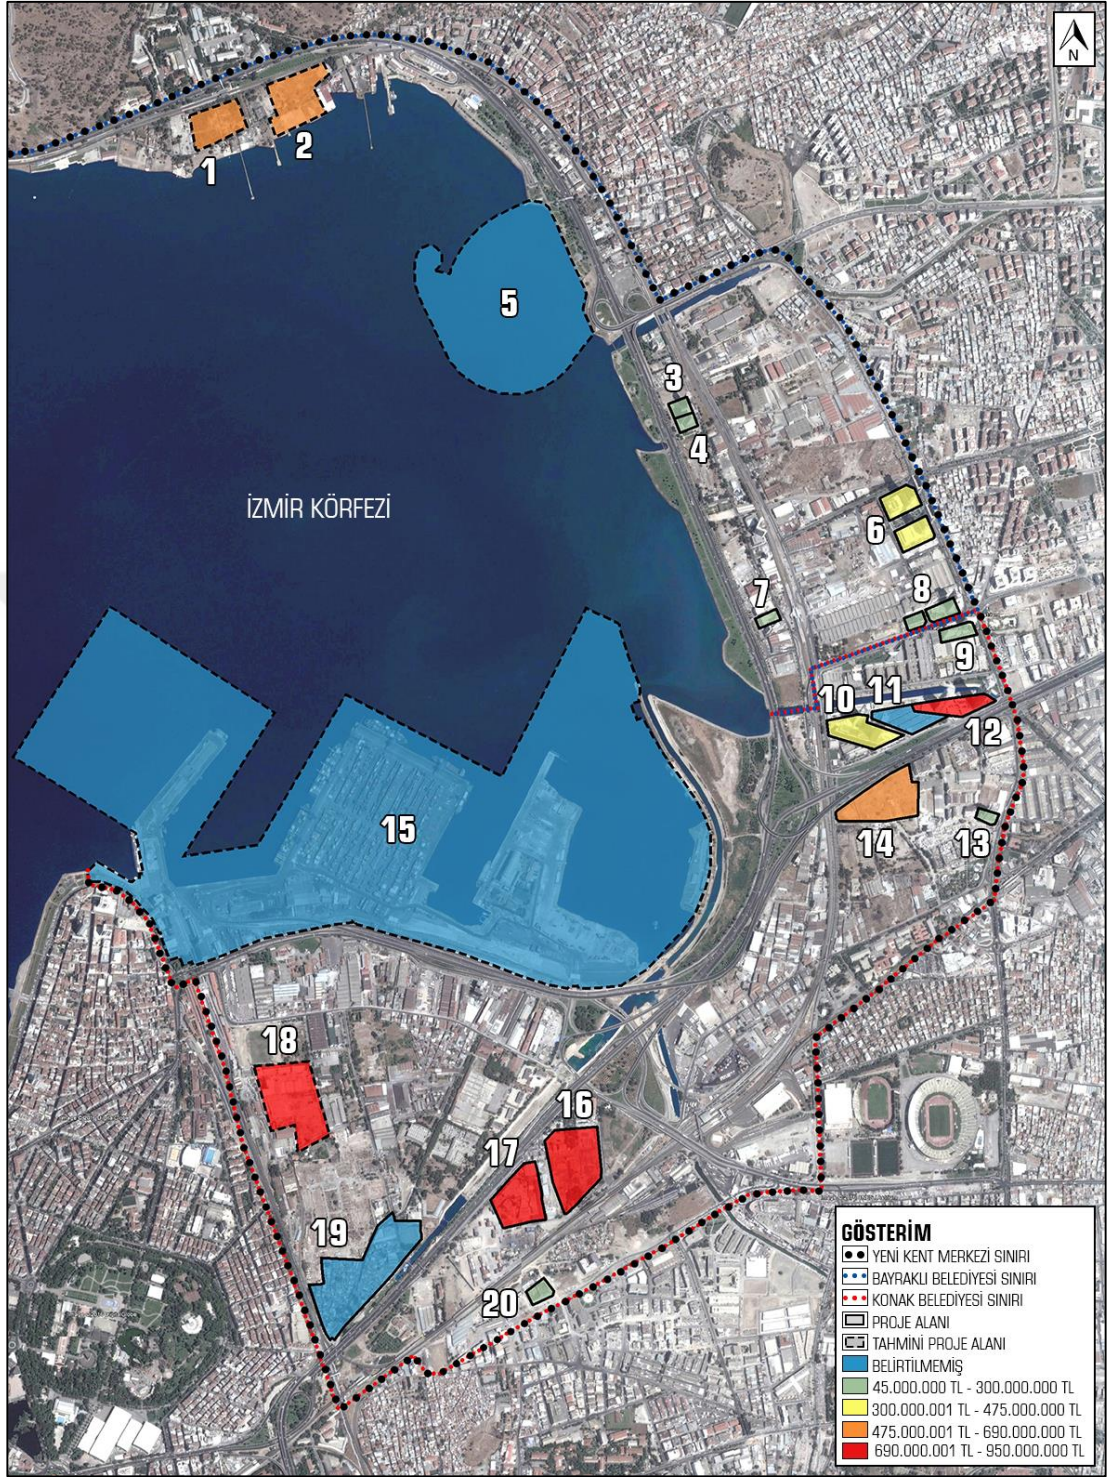 N
1
2
5
3
4
İZMİR KÖRFEZİ
6
7
8
9
10
11
12
13
14
15
16
17
18
19
20
GÖSTERİM
YENİ KENT MERKEZİ SINIRI
BAYRAKLI BELEDİYESİ SINIRI
KONAK BELEDİYESİ SINIRI
PROJE ALANI
TAHMİNİ PROJE ALANI
BELİRTİLMEMİŞ
45.000.000 TL - 300.000.000 TL
300.000.001 TL - 475.000.000 TL
475.000.001 TL - 690.000.000 TL
690.000.001 TL - 950.000.000 TL